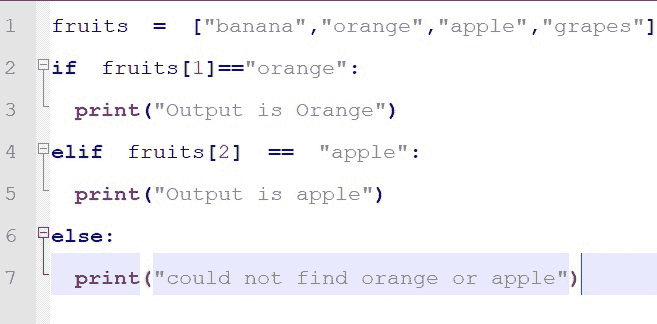 1 fruits = ["banana","orange","apple","grapes"]
2 if fruits[1]=="orange":
3 print("Output is Orange")
4 elif fruits[2] == "apple":
5 print("Output is apple")
6 else:
7 print("could not find orange or apple")